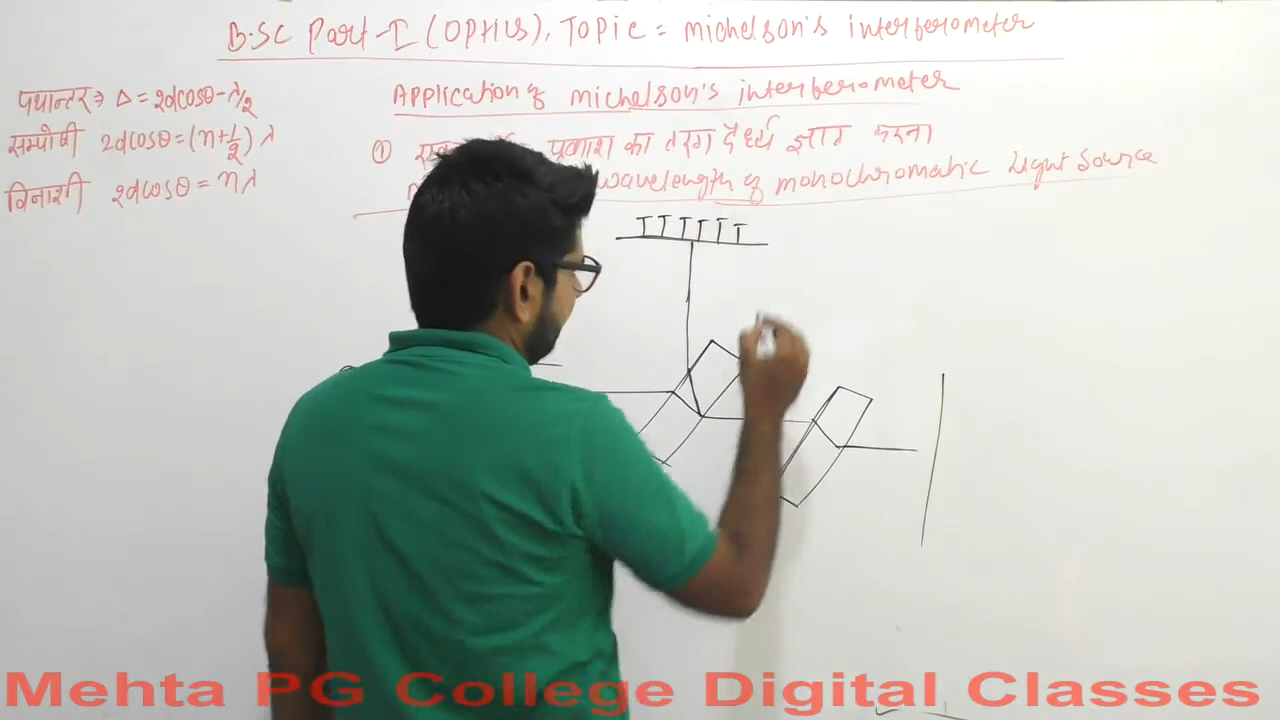 B.SC Part-I (OPTICS), TOPIC = michelson's interferometer
Application of michelson's interferometer
पथान्तर → Δ = 2dcosθ - λ/2
सम्पोषी 2dcosθ = (n+1/2) λ
विनाशी 2dcosθ = nλ
① प्रकाश का तरंग दैर्ध्य ज्ञात करना
wavelength of monochromatic light source
Mehta PG College Digital Classes